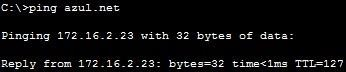 C:\>ping azul.net
Pinging 172.16.2.23 with 32 bytes of data:
Reply from 172.16.2.23: bytes=32 time<1ms TTL=127